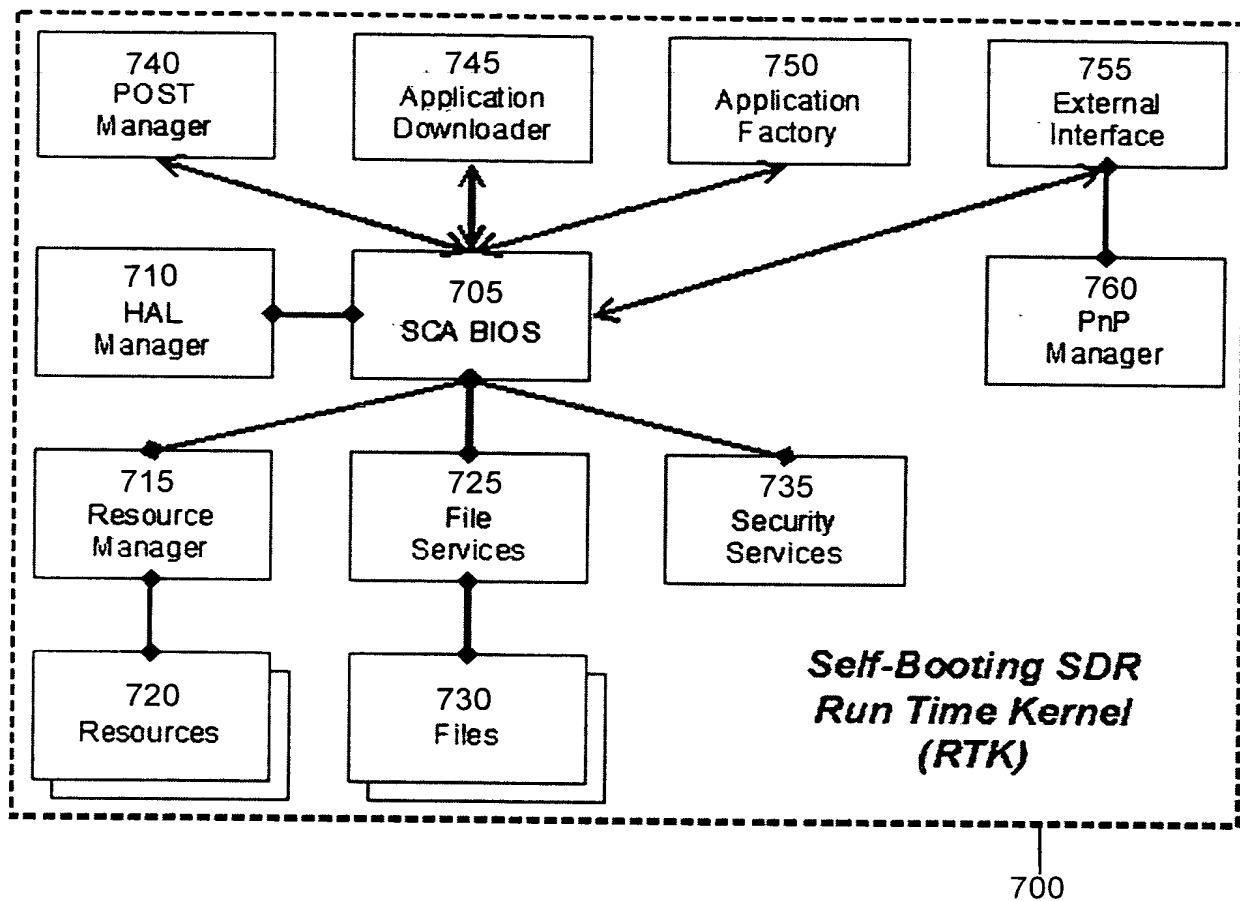 740
POST
Manager
745
Application
Downloader
750
Application
Factory
755
External
Interface
710
HAL
Manager
705
SCA BIOS
760
PnP
Manager
715
Resource
Manager
725
File
Services
735
Security
Services
720
Resources
730
Files
Self-Booting SDR
Run Time Kernel
(RTK)
700